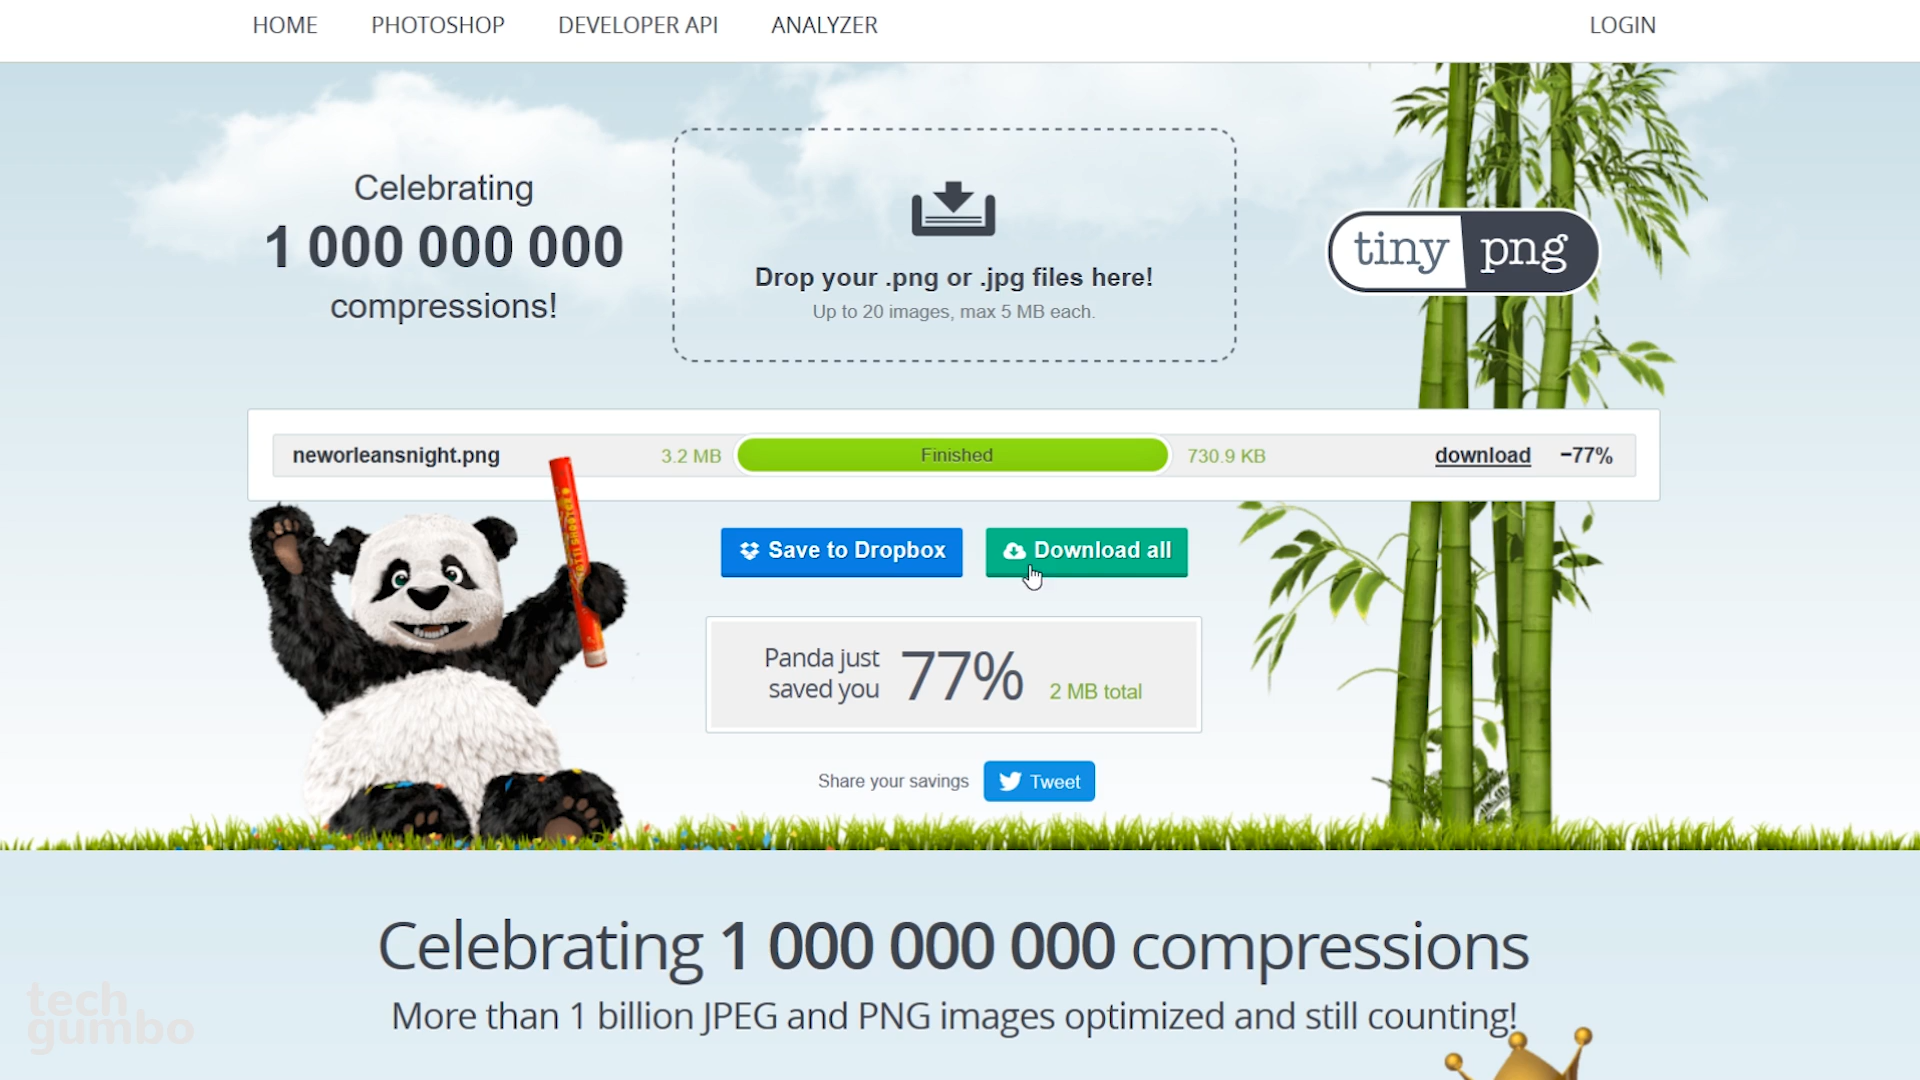 HOME PHOTOSHOP DEVELOPER API ANALYZER LOGIN
Celebrating
1 000 000 000
compressions!
Drop your .png or .jpg files here!
Up to 20 images, max 5 MB each.
tiny png
neworleansnight.png 3.2 MB Finished 730.9 KB download -77%
Save to Dropbox Download all
Panda just
saved you
77% 2 MB total
Share your savings Tweet
Celebrating 1 000 000 000 compressions
More than 1 billion JPEG and PNG images optimized and still counting!
tech
gumbo